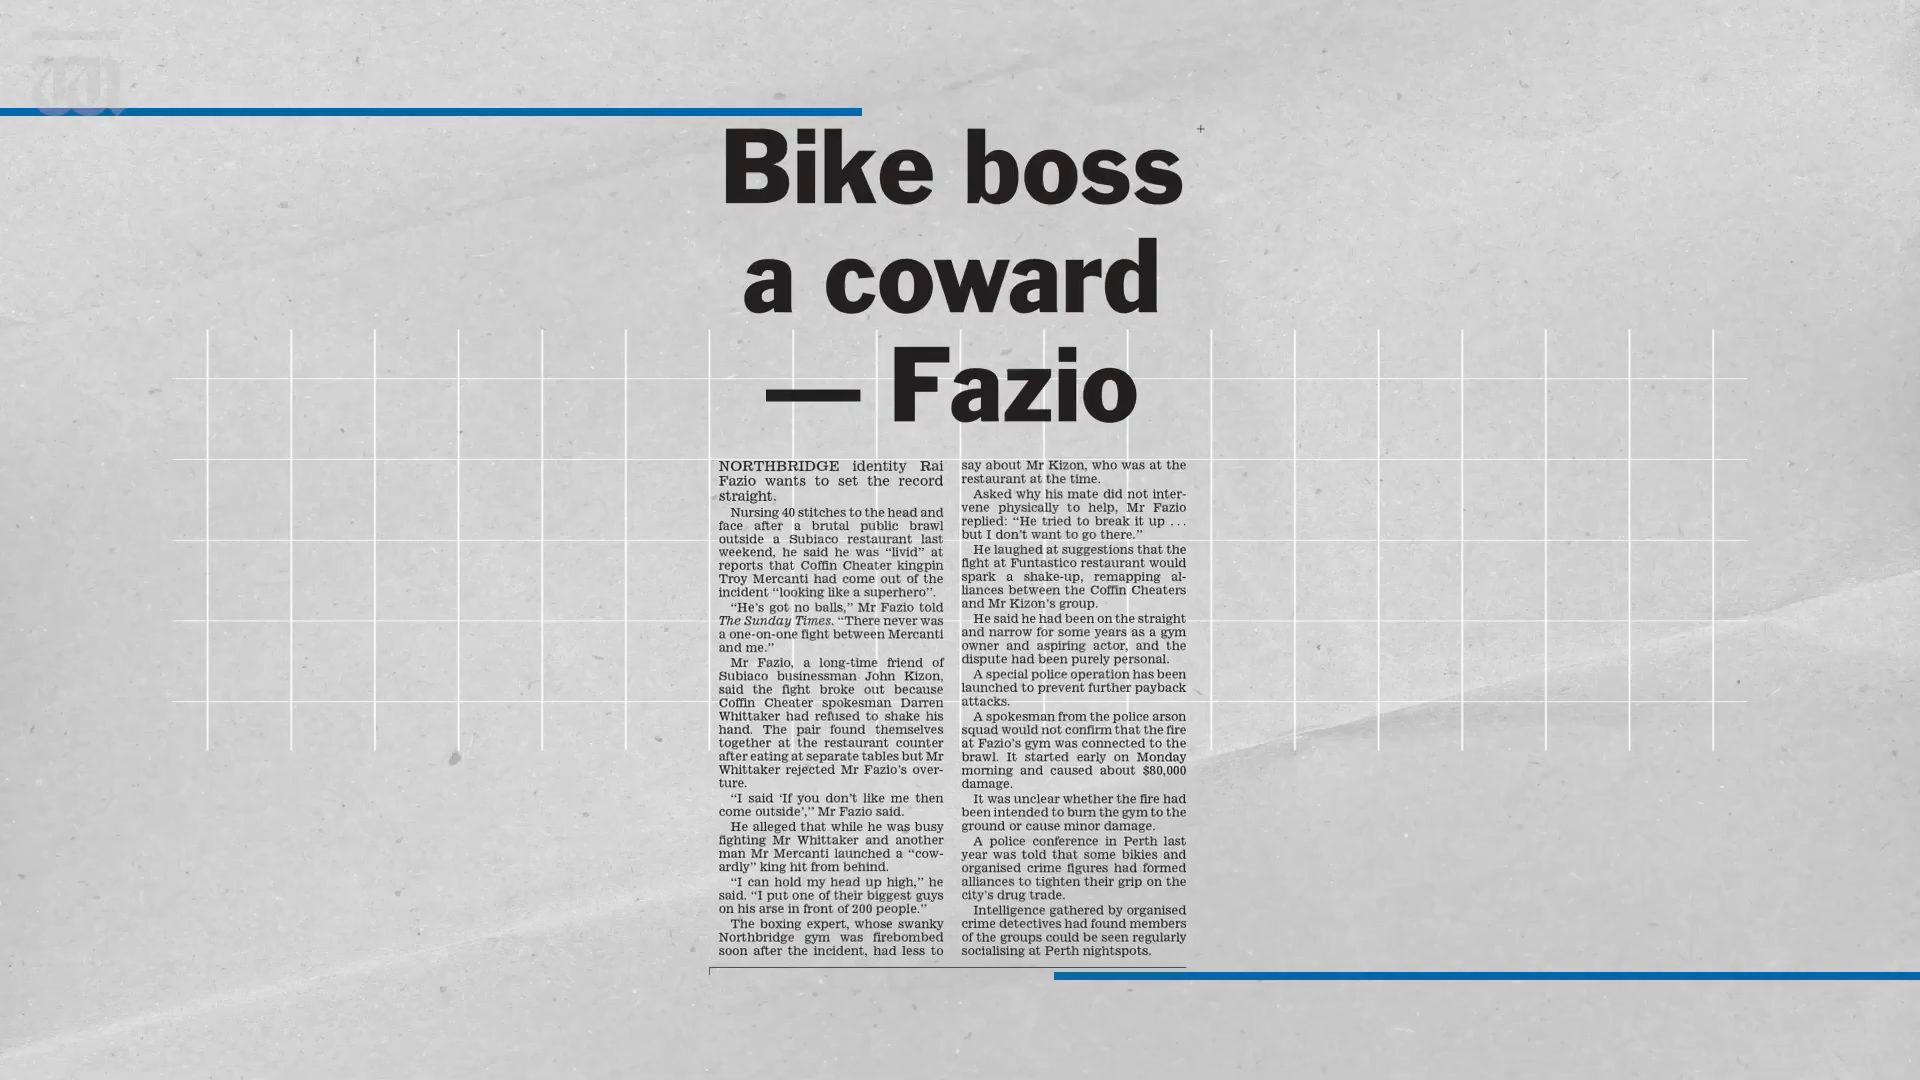 Bike boss
a coward
— Fazio
NORTHBRIDGE identity Rai
Fazio wants to set the record
straight.
Nursing 40 stitches to the head and
face after a brutal public brawl
outside a Subiaco restaurant last
weekend, he said he was “livid” at
reports that Coffin Cheater kingpin
Troy Mercanti had come out of the
incident “looking like a superhero”.
“He’s got no balls,” Mr Fazio told
The Sunday Times. “There never was
a one-on-one fight between Mercanti
and me.”
Mr Fazio, a long-time friend of
Subiaco businessman John Kizon,
said the fight broke out because
Coffin Cheater spokesman Darren
Whittaker had refused to shake his
hand. The pair found themselves
together at the restaurant counter
after eating at separate tables but Mr
Whittaker rejected Mr Fazio’s over-
ture.
“I said ‘If you don’t like me then
come outside’,” Mr Fazio said.
He alleged that while he was busy
fighting Mr Whittaker and another
man Mr Mercanti launched a “cow-
ardly” king hit from behind.
“I can hold my head up high,” he
said. “I put one of their biggest guys
on his arse in front of 200 people.”
The boxing expert, whose swanky
Northbridge gym was firebombed
soon after the incident, had less to
say about Mr Kizon, who was at the
restaurant at the time.
Asked why his mate did not inter-
vene physically to help, Mr Fazio
replied: “He tried to break it up . . .
but I don’t want to go there.”
He laughed at suggestions that the
fight at Funtastico restaurant would
spark a shake-up, remapping al-
liances between the Coffin Cheaters
and Mr Kizon’s group.
He said he had been on the straight
and narrow for some years as a gym
owner and aspiring actor, and the
dispute had been purely personal.
A special police operation has been
launched to prevent further payback
attacks.
A spokesman from the police arson
squad would not confirm that the fire
at Fazio’s gym was connected to the
brawl. It started early on Monday
morning and caused about $80,000
damage.
It was unclear whether the fire had
been intended to burn the gym to the
ground or cause minor damage.
A police conference in Perth last
year was told that some bikies and
organised crime figures had formed
alliances to tighten their grip on the
city’s drug trade.
Intelligence gathered by organised
crime detectives had found members
of the groups could be seen regularly
socialising at Perth nightspots.